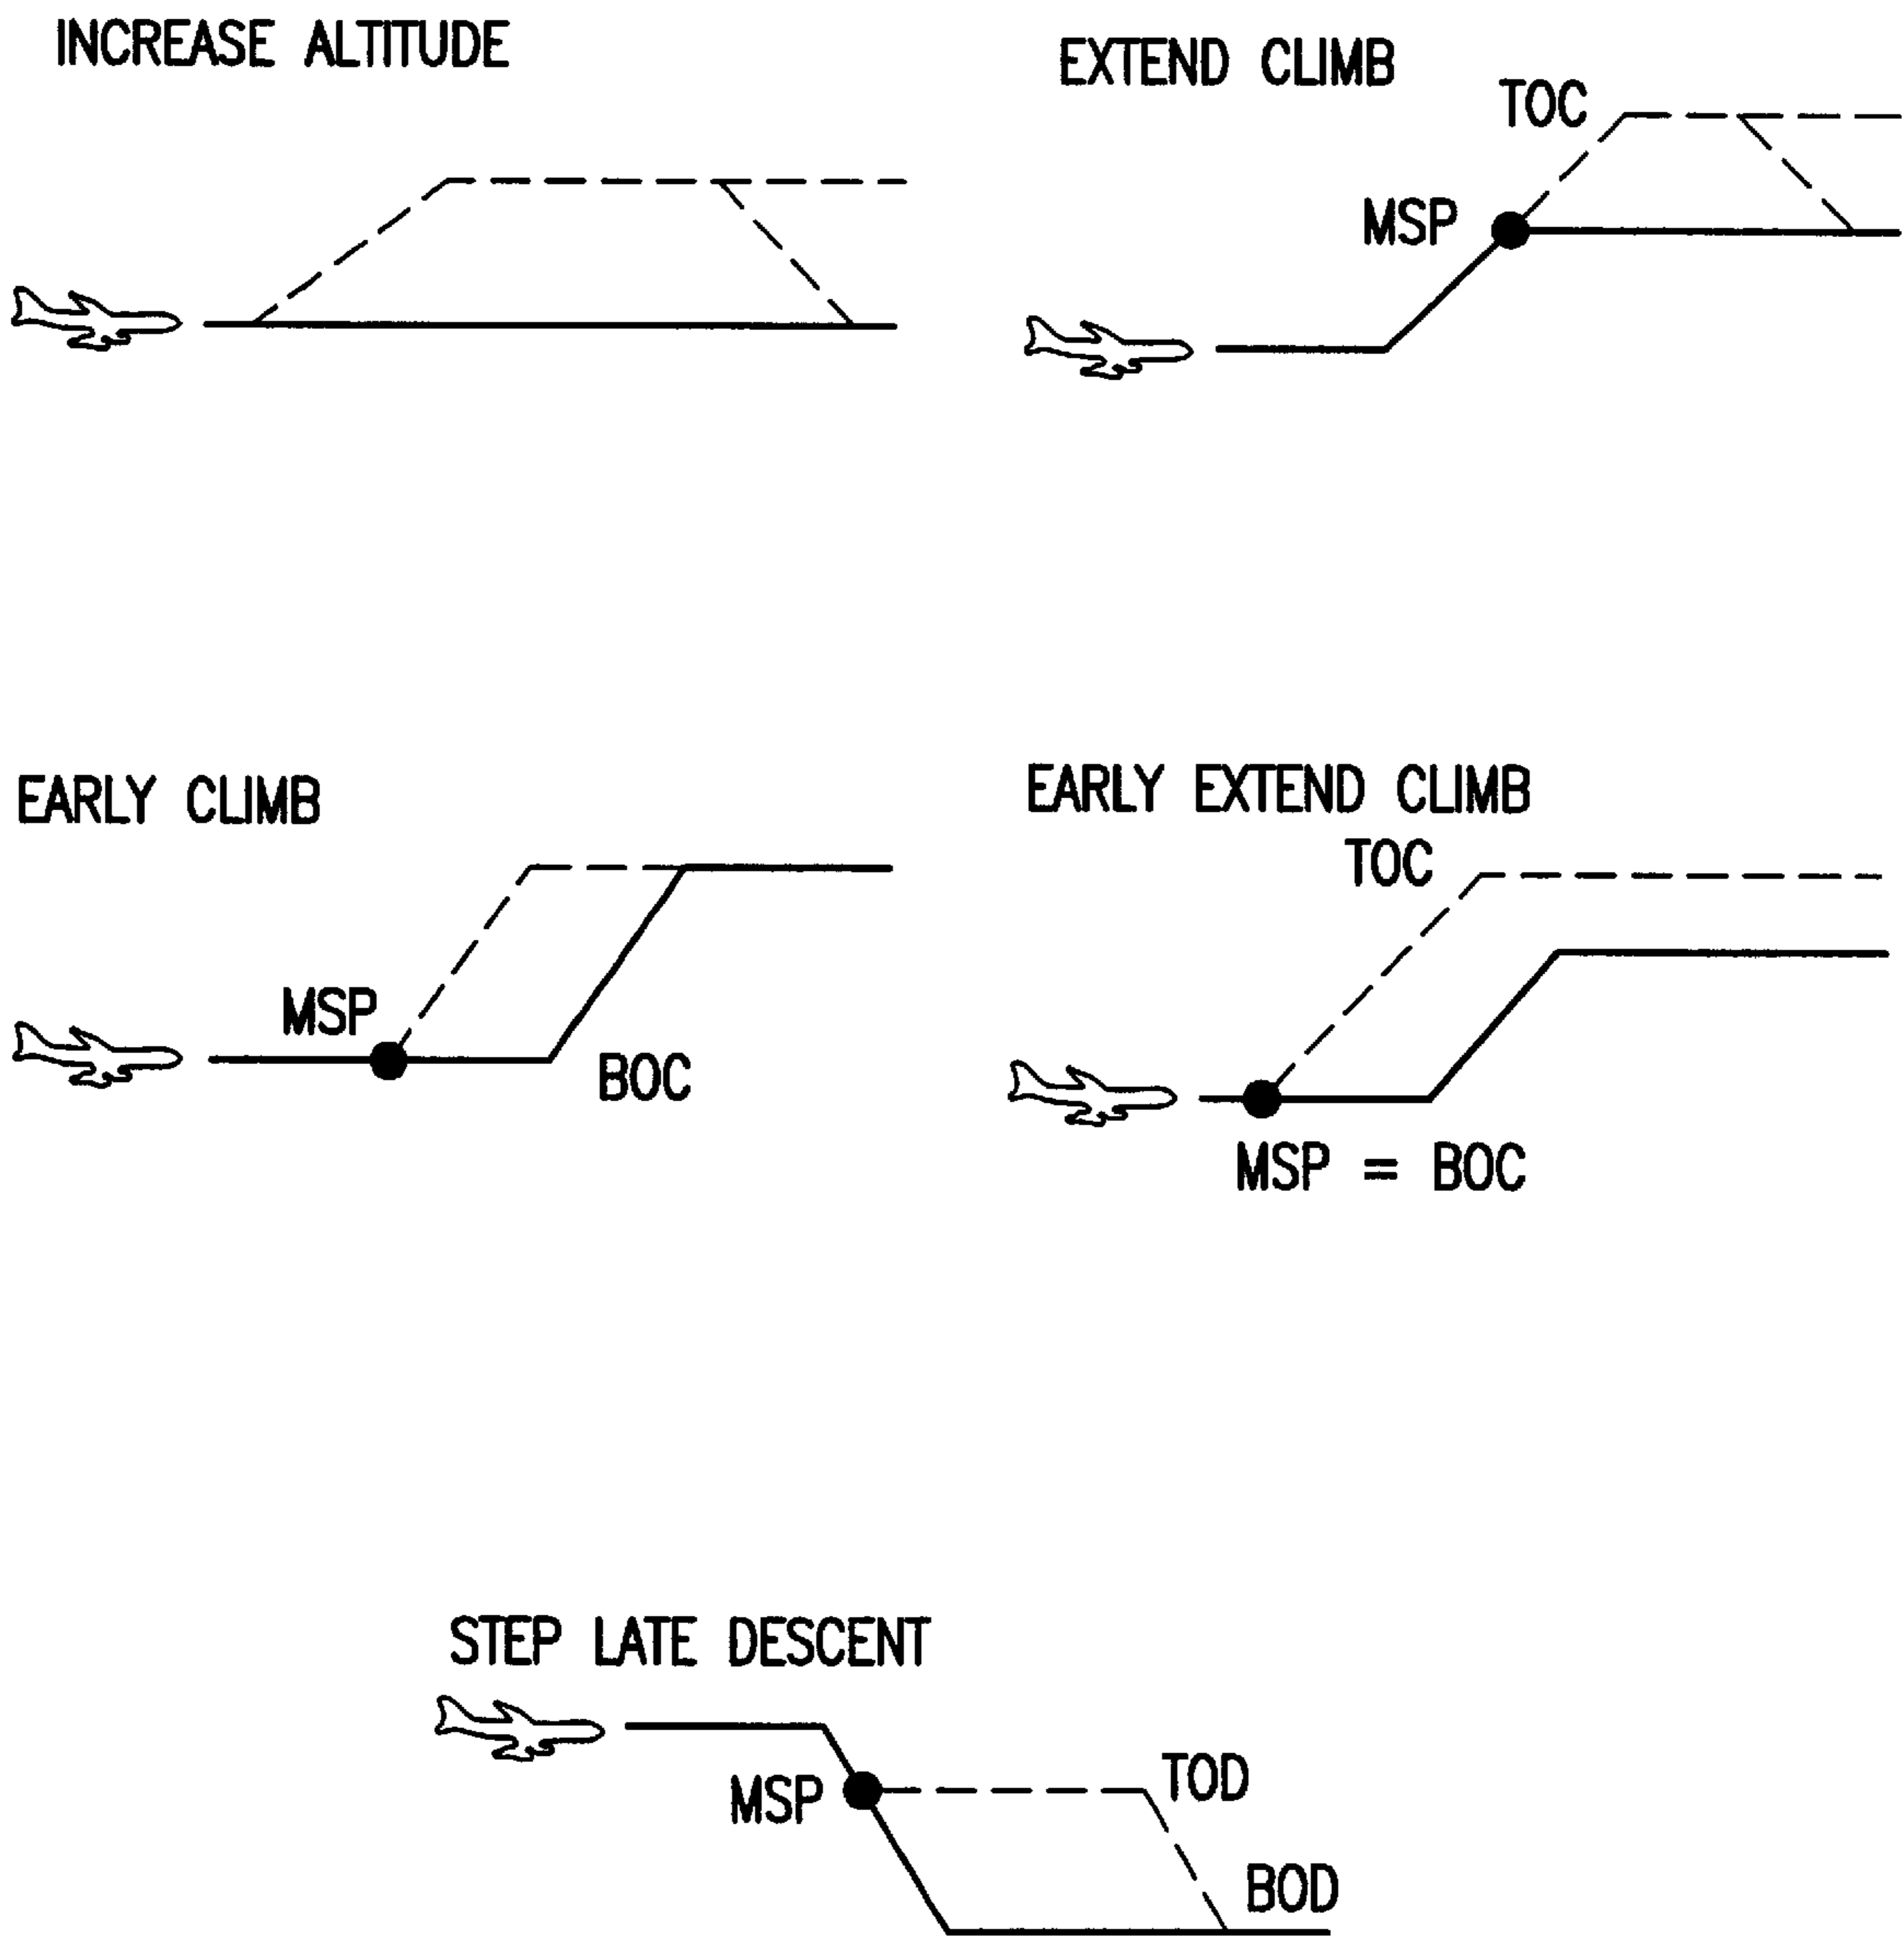 INCREASE ALTITUDE
EXTEND CLIMB
TOC
MSP
EARLY CLIMB
MSP
BOC
EARLY EXTEND CLIMB
TOC
MSP = BOC
STEP LATE DESCENT
MSP
TOD
BOD